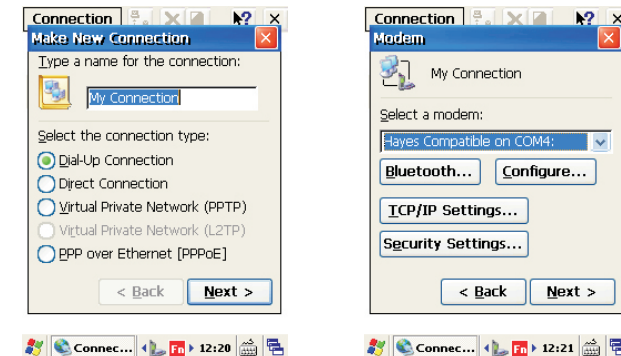 Connection
Make New Connection
Type a name for the connection:
My Connection
Select the connection type:
Dial-Up Connection
Direct Connection
Virtual Private Network (PPTP)
Virtual Private Network (L2TP)
PPP over Ethernet [PPPoE]
< Back Next >
Connec... Fn 12:20
Connection
Modem
My Connection
Select a modem:
Hayes Compatible on COM4:
Bluetooth... Configure...
TCP/IP Settings...
Security Settings...
< Back Next >
Connec... Fn 12:21